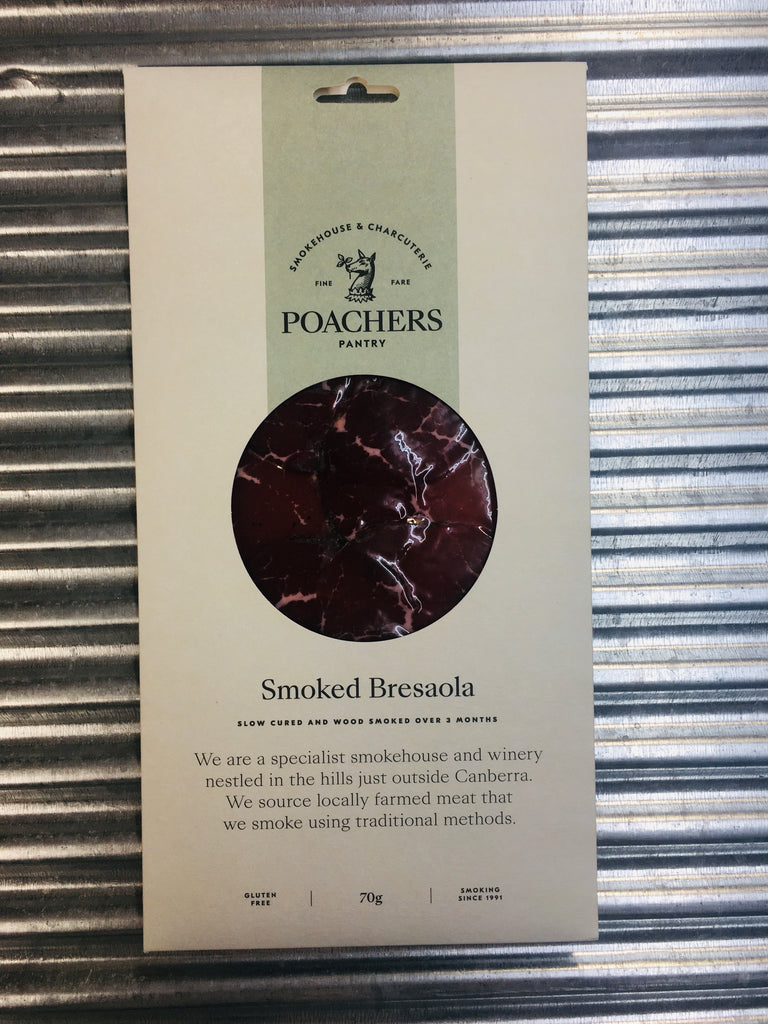 SMOKEHOUSE & CHARCUTERIE
FINE FARE
POACHERS
PANTRY
Smoked Bresaola
SLOW CURED AND WOOD SMOKED OVER 3 MONTHS
We are a specialist smokehouse and winery
nestled in the hills just outside Canberra.
We source locally farmed meat that
we smoke using traditional methods.
GLUTEN
FREE
70g
SMOKING
SINCE 1991